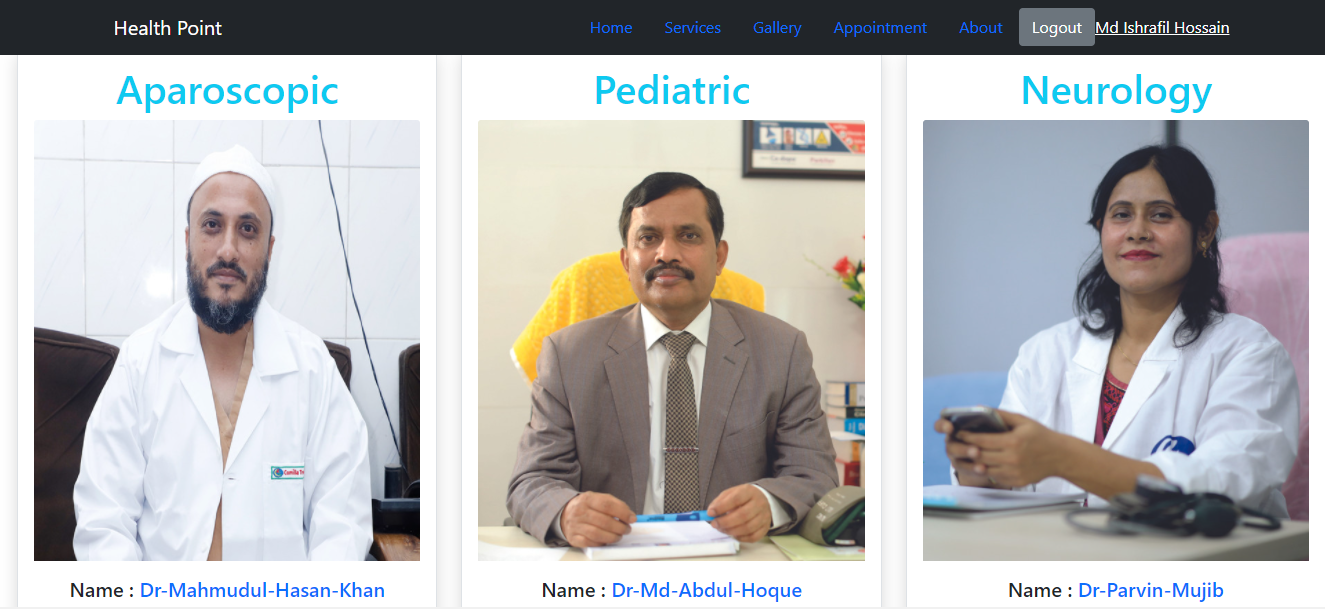 Health Point
Home Services Gallery Appointment About Logout Md Ishrafil Hossain
Aparoscopic
Pediatric
Neurology
Name : Dr-Mahmudul-Hasan-Khan
Name : Dr-Md-Abdul-Hoque
Name : Dr-Parvin-Mujib